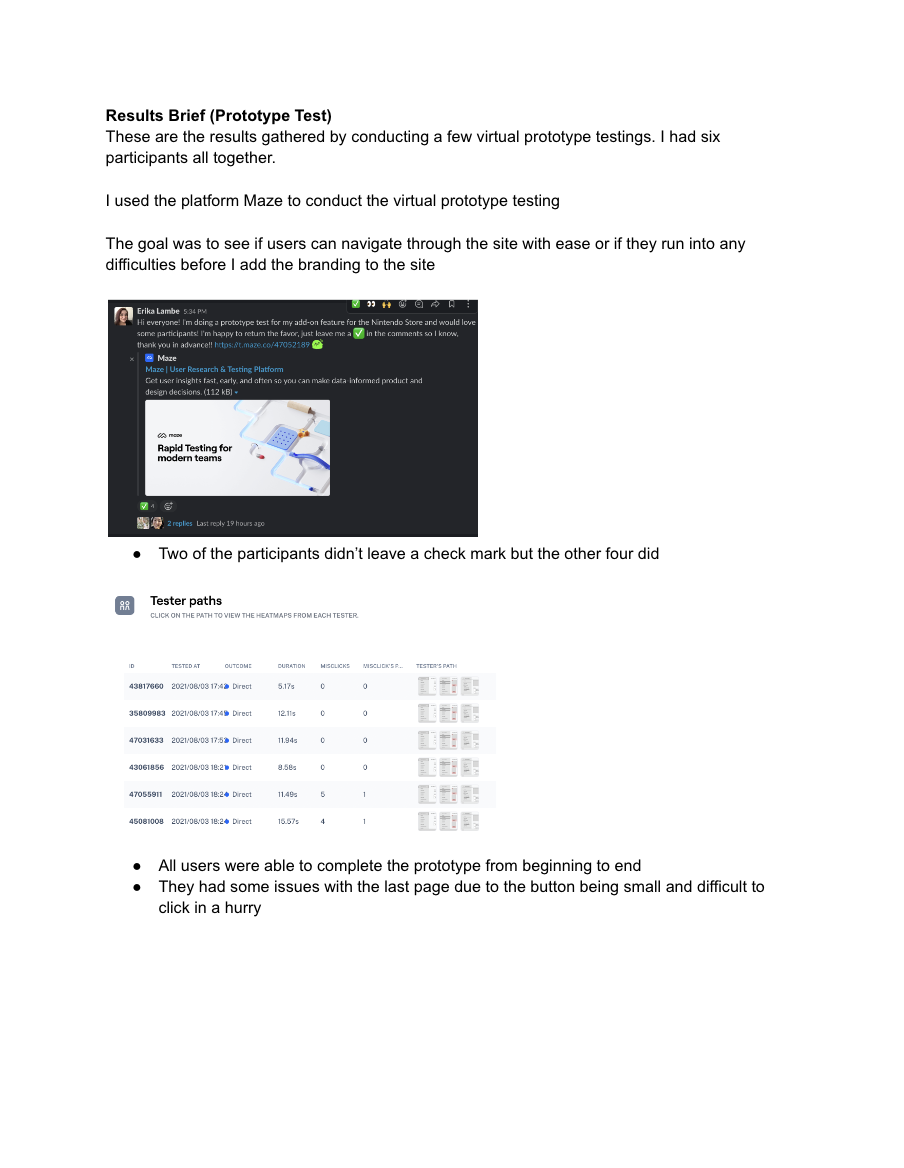 Results Brief (Prototype Test)
These are the results gathered by conducting a few virtual prototype testings. I had six
participants all together.
I used the platform Maze to conduct the virtual prototype testing
The goal was to see if users can navigate through the site with ease or if they run into any
difficulties before I add the branding to the site
Erika Lambe 5:34 PM
Hi everyone! I'm doing a prototype test for my add-on feature for the Nintendo Store and would love
some participants! I'm happy to return the favor, just leave me a ✅ in the comments so I know,
thank you in advance!! https://t.maze.co/47052189
Maze
Maze | User Research & Testing Platform
Get user insights fast, early, and often so you can make data-informed product and
design decisions. (112 kB)
maze
Rapid Testing for
modern teams
4
2 replies Last reply 19 hours ago
● Two of the participants didn’t leave a check mark but the other four did
Tester paths
CLICK ON THE PATH TO VIEW THE HEATMAPS FROM EACH TESTER.
ID TESTED AT OUTCOME DURATION MISCLICKS MISCLICK'S P... TESTER'S PATH
43817660 2021/08/03 17:4 Direct 5.17s 0 0
35809983 2021/08/03 17:4 Direct 12.11s 0 0
47031633 2021/08/03 17:5 Direct 11.94s 0 0
43061856 2021/08/03 18:2 Direct 8.58s 0 0
47055911 2021/08/03 18:2 Direct 11.49s 5 1
45081008 2021/08/03 18:2 Direct 15.57s 4 1
● All users were able to complete the prototype from beginning to end
● They had some issues with the last page due to the button being small and difficult to
click in a hurry